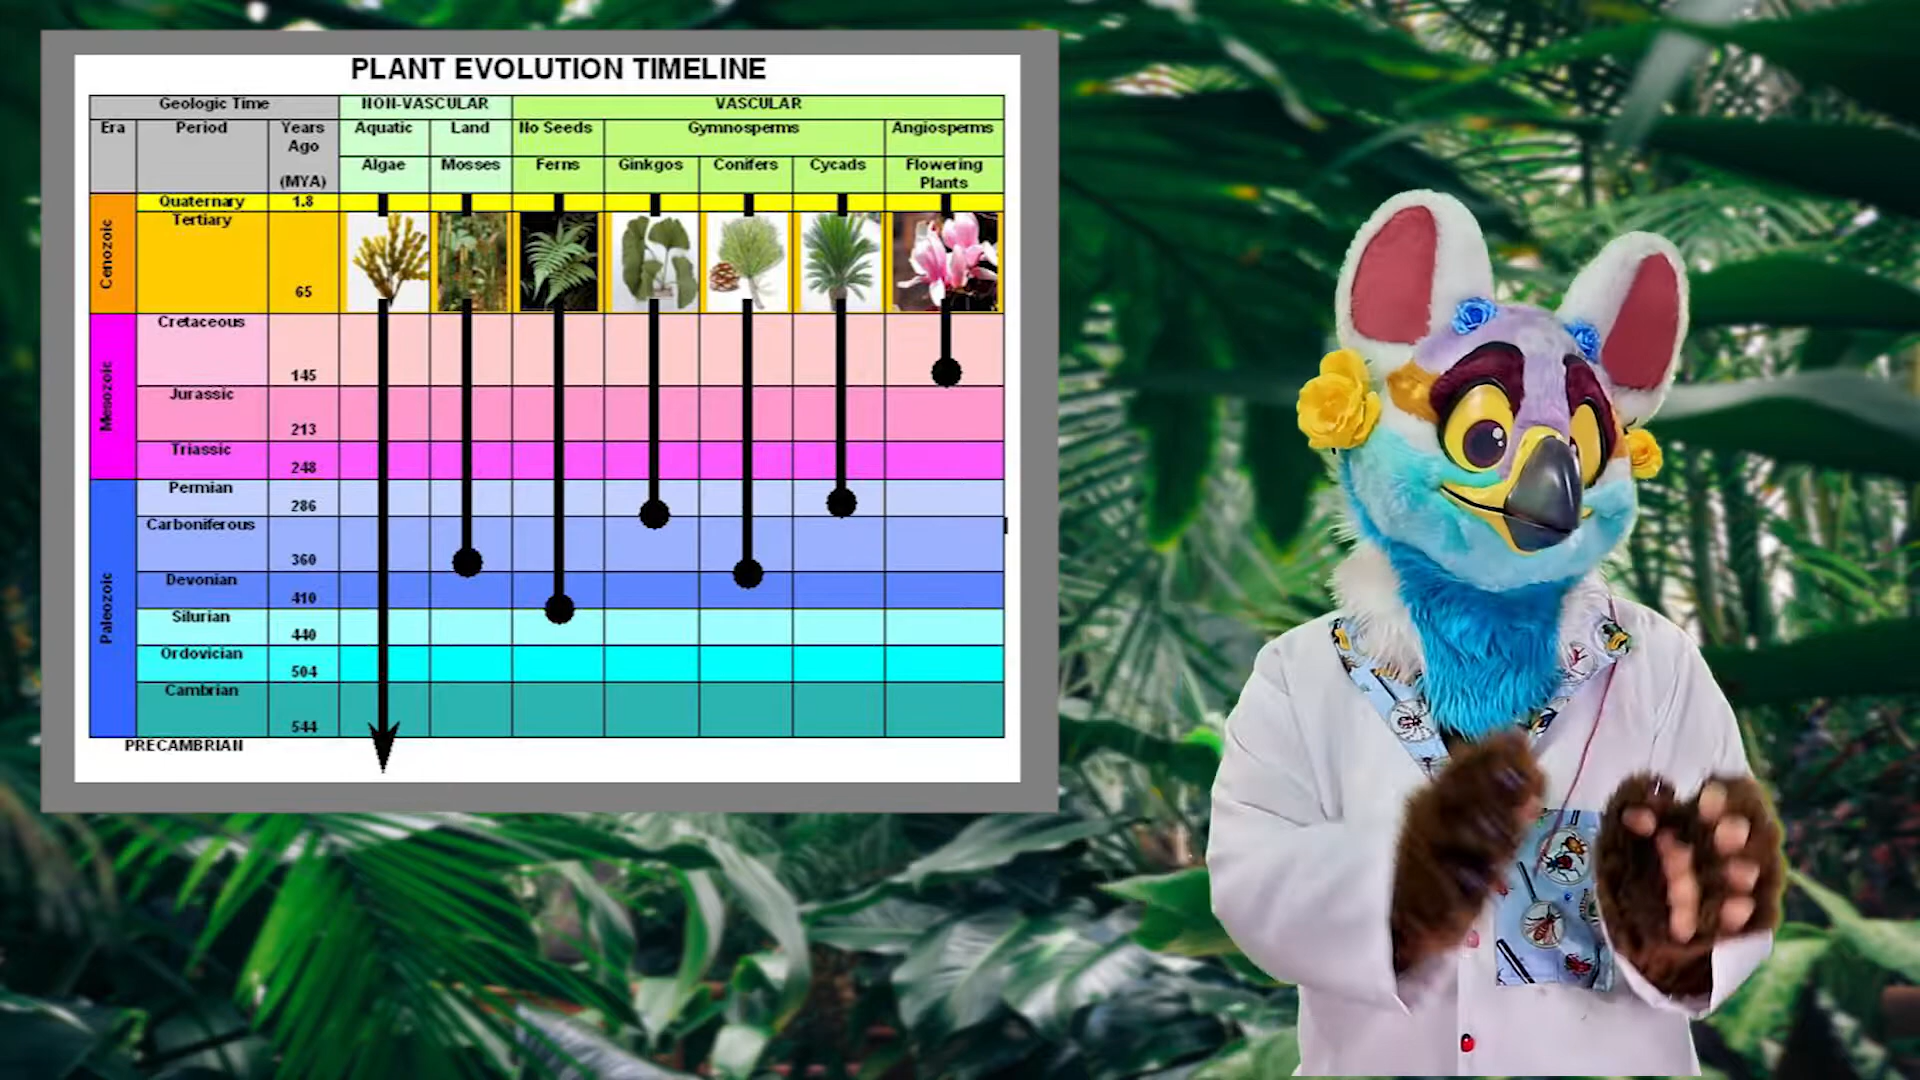 PLANT EVOLUTION TIMELINE
Geologic Time NON-VASCULAR VASCULAR
Era Period Years Ago (MYA) Aquatic Land No Seeds Gymnosperms Angiosperms
Algae Mosses Ferns Ginkgos Conifers Cycads Flowering Plants
Cenozoic
Quaternary 1.8
Tertiary 65
Mesozoic
Cretaceous 145
Jurassic 213
Triassic 248
Paleozoic
Permian 286
Carboniferous 360
Devonian 410
Silurian 440
Ordovician 504
Cambrian 544
PRECAMBRIAN